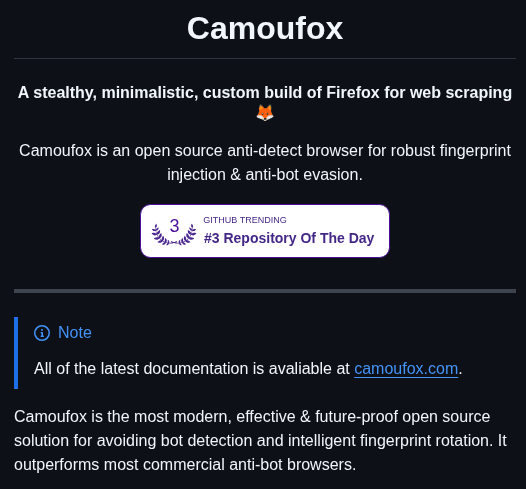 Camoufox
A stealthy, minimalistic, custom build of Firefox for web scraping
🦊
Camoufox is an open source anti-detect browser for robust fingerprint
injection & anti-bot evasion.
3
GITHUB TRENDING
#3 Repository Of The Day
Note
All of the latest documentation is avaliable at camoufox.com.
Camoufox is the most modern, effective & future-proof open source
solution for avoiding bot detection and intelligent fingerprint rotation. It
outperforms most commercial anti-bot browsers.